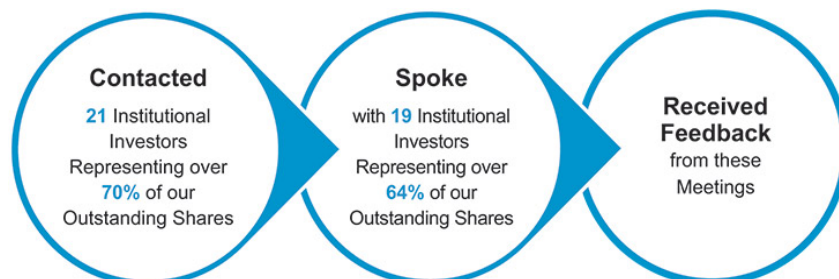 Contacted
21 Institutional
Investors
Representing over
70% of our
Outstanding Shares
Spoke
with 19 Institutional
Investors
Representing over
64% of our
Outstanding Shares
Received
Feedback
from these
Meetings